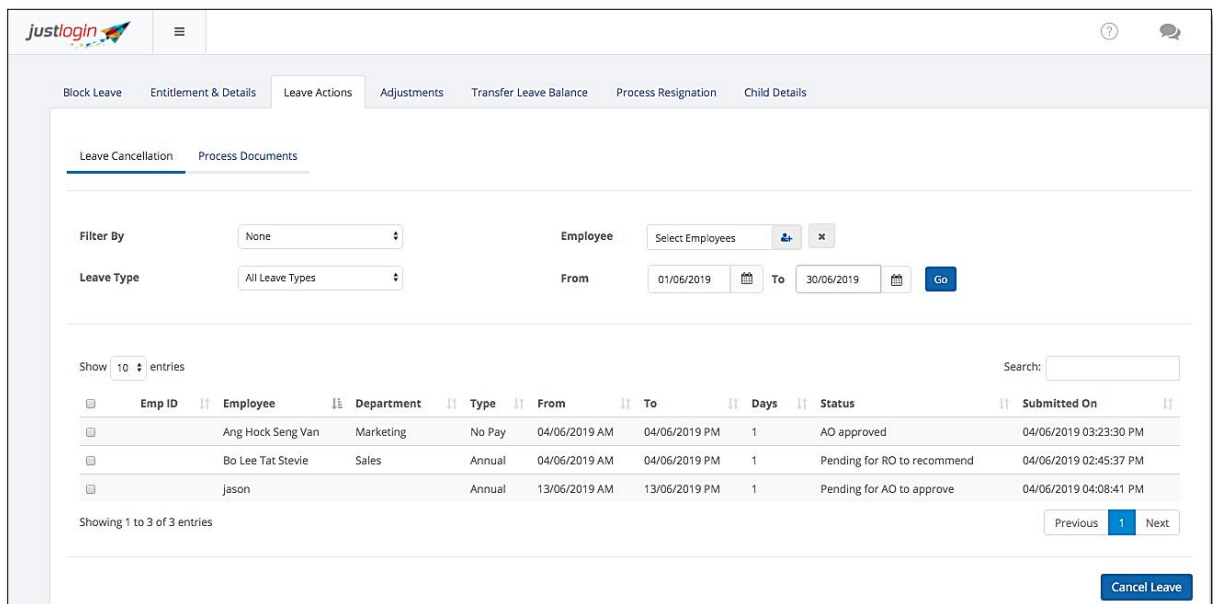 justlogin
Block Leave Entitlement & Details Leave Actions Adjustments Transfer Leave Balance Process Resignation Child Details
Leave Cancellation Process Documents
Filter By None Employee Select Employees
Leave Type All Leave Types From 01/06/2019 To 30/06/2019 Go
Show 10 entries Search:
Emp ID Employee Department Type From To Days Status Submitted On
Ang Hock Seng Van Marketing No Pay 04/06/2019 AM 04/06/2019 PM 1 AO approved 04/06/2019 03:23:30 PM
Bo Lee Tat Stevie Sales Annual 04/06/2019 AM 04/06/2019 PM 1 Pending for RO to recommend 04/06/2019 02:45:37 PM
jason Annual 13/06/2019 AM 13/06/2019 PM 1 Pending for AO to approve 04/06/2019 04:08:41 PM
Showing 1 to 3 of 3 entries Previous 1 Next
Cancel Leave